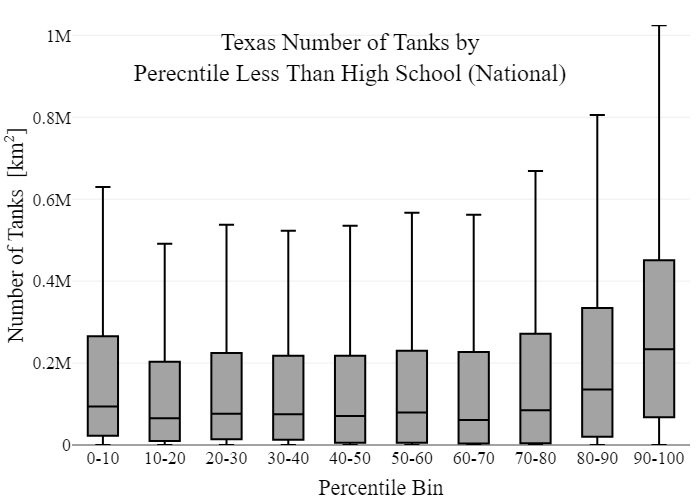 Texas Number of Tanks by
Perecntile Less Than High School (National)
Number of Tanks [km²]
1M
0.8M
0.6M
0.4M
0.2M
0
0-10 10-20 20-30 30-40 40-50 50-60 60-70 70-80 80-90 90-100
Percentile Bin